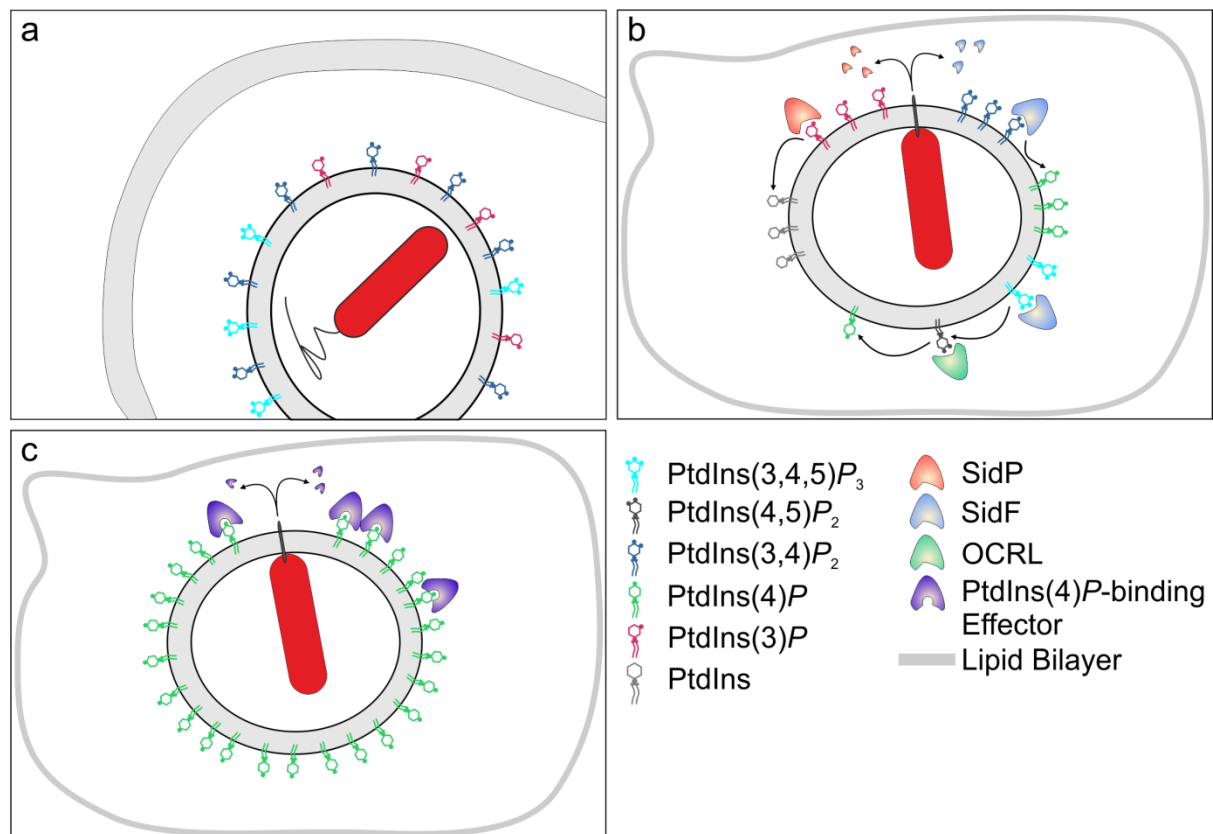 a
b
c
PtdIns(3,4,5)P3
PtdIns(4,5)P2
PtdIns(3,4)P2
PtdIns(4)P
PtdIns(3)P
PtdIns
SidP
SidF
OCRL
PtdIns(4)P-binding
Effector
Lipid Bilayer